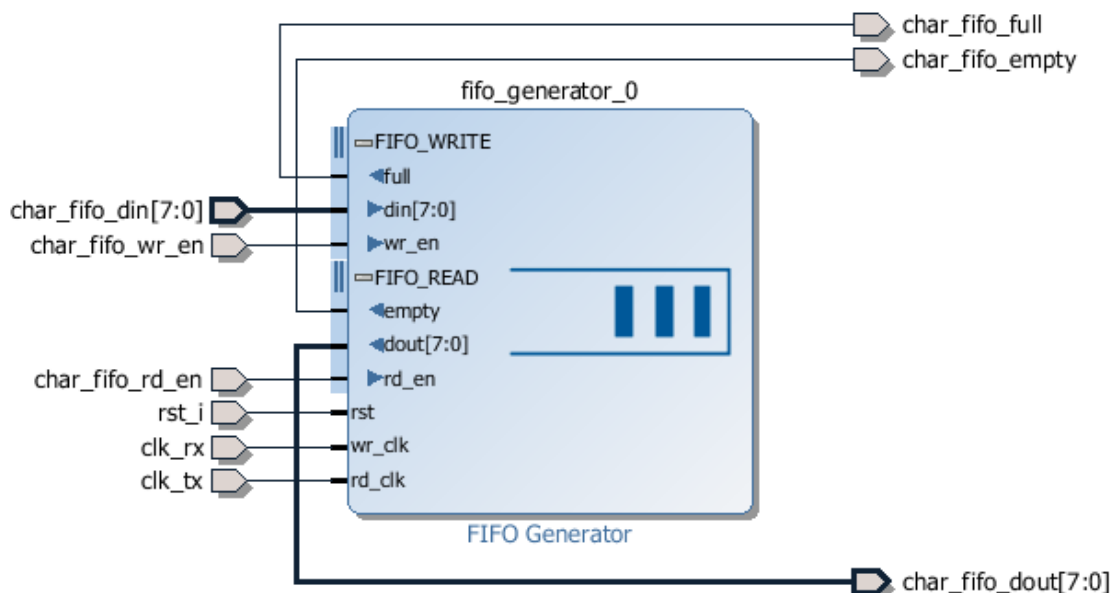 char_fifo_full
char_fifo_empty
fifo_generator_0
FIFO_WRITE
full
char_fifo_din[7:0]
din[7:0]
char_fifo_wr_en
wr_en
FIFO_READ
empty
dout[7:0]
char_fifo_rd_en
rd_en
rst_i
rst
clk_rx
wr_clk
clk_tx
rd_clk
FIFO Generator
char_fifo_dout[7:0]